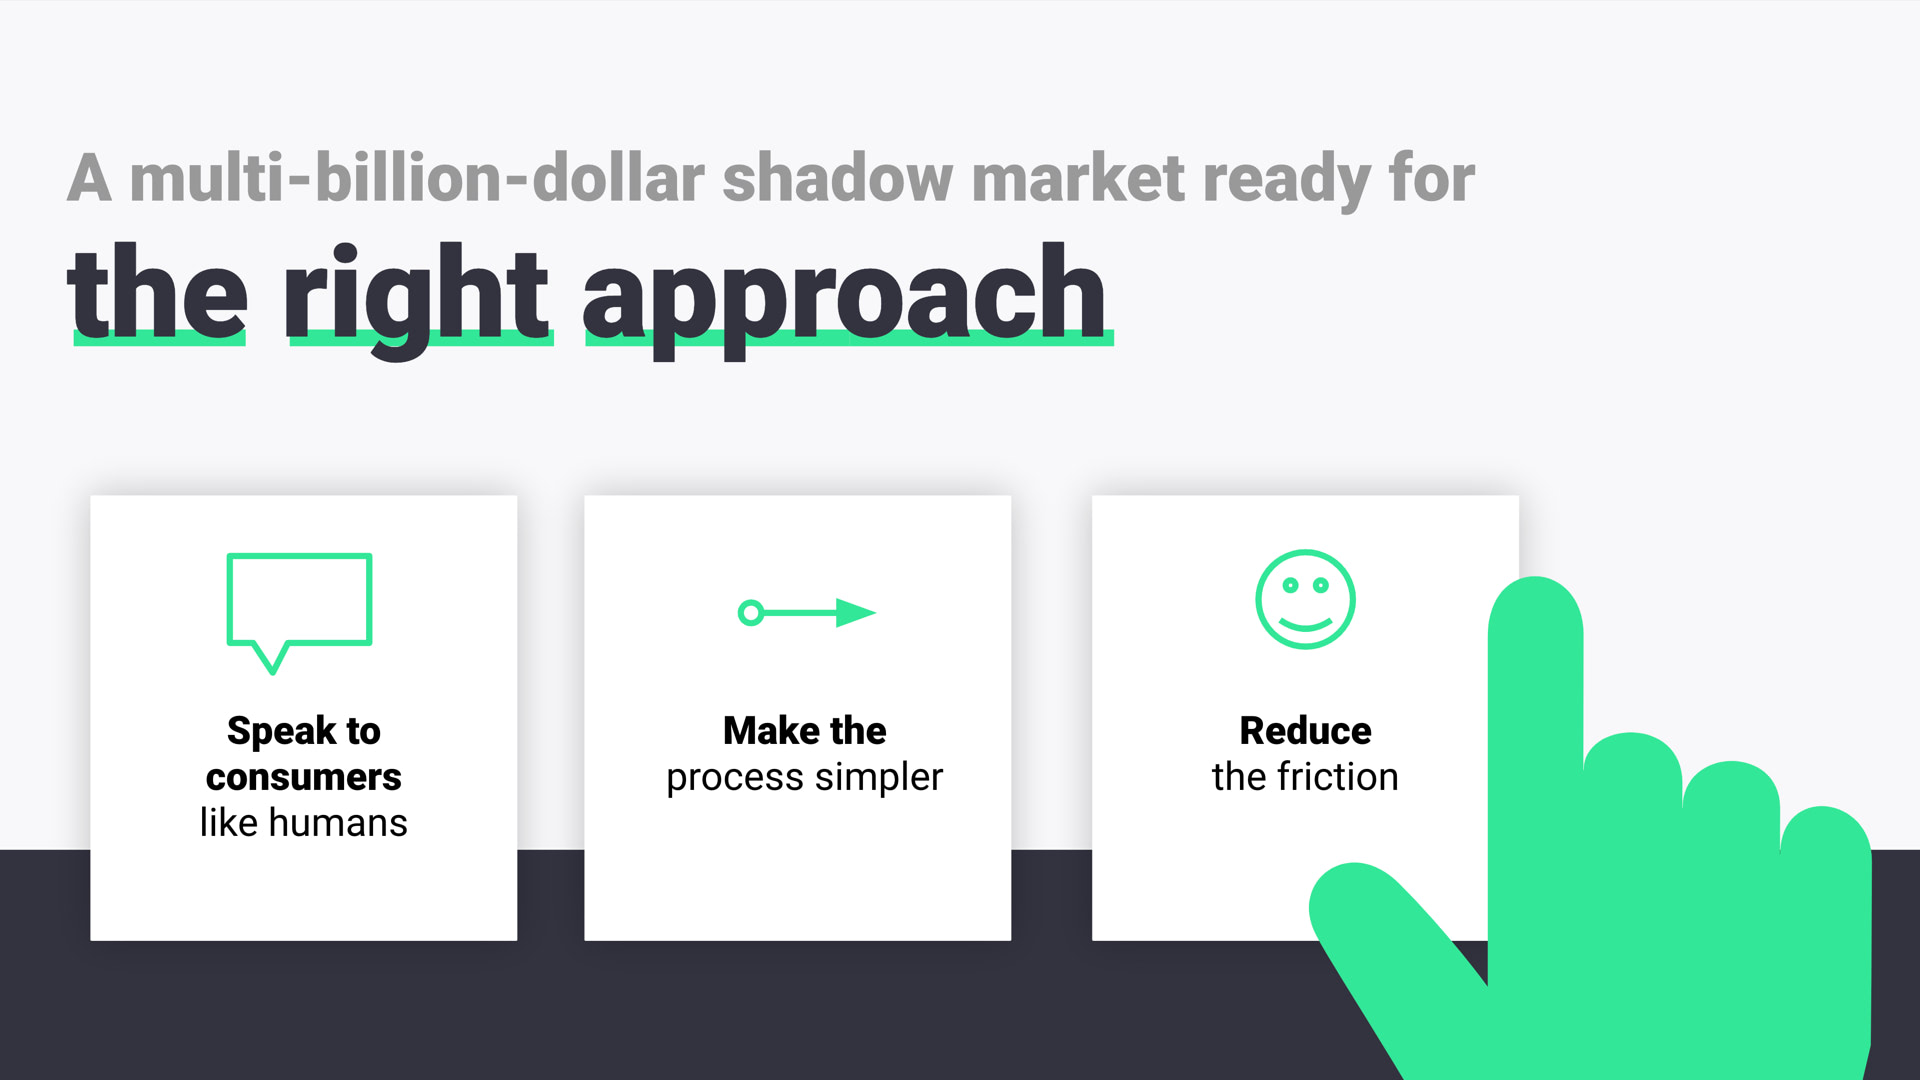 A multi-billion-dollar shadow market ready for
the right approach
Speak to
consumers
like humans
Make the
process simpler
Reduce
the friction